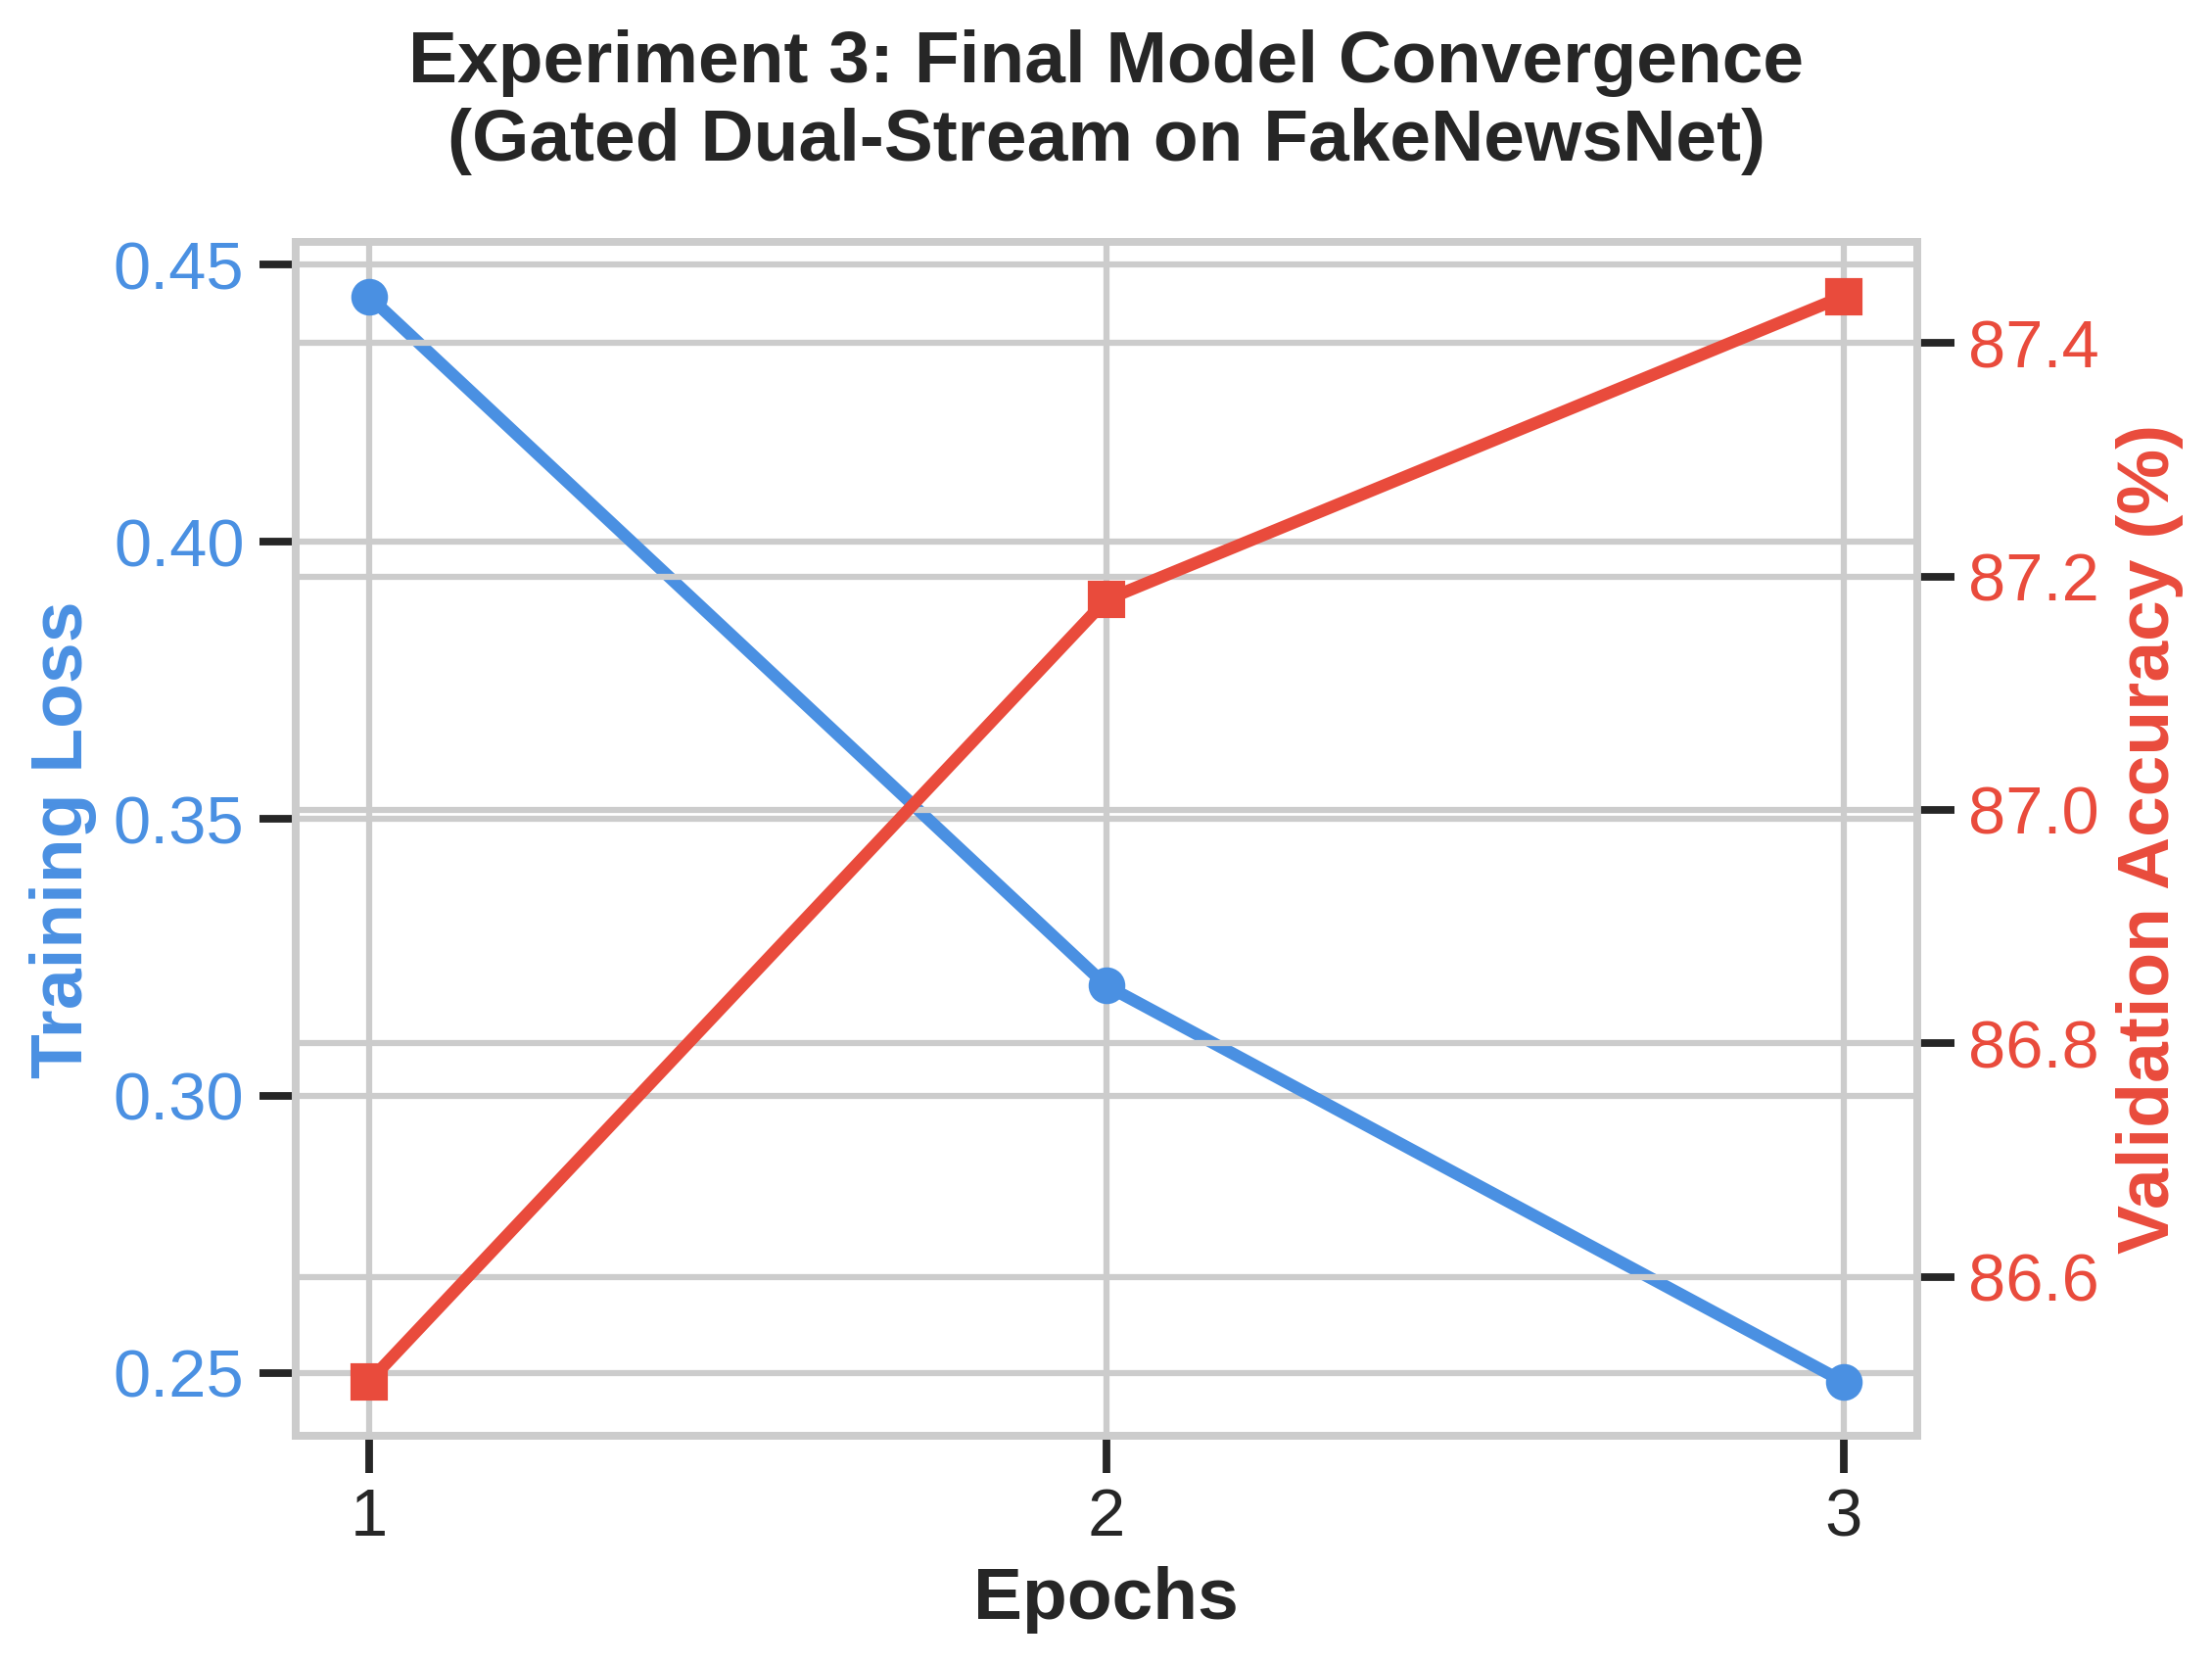 Experiment 3: Final Model Convergence
(Gated Dual-Stream on FakeNewsNet)
Training Loss
0.45
0.40
0.35
0.30
0.25
87.4
87.2
87.0
86.8
86.6
Validation Accuracy (%)
1 2 3
Epochs